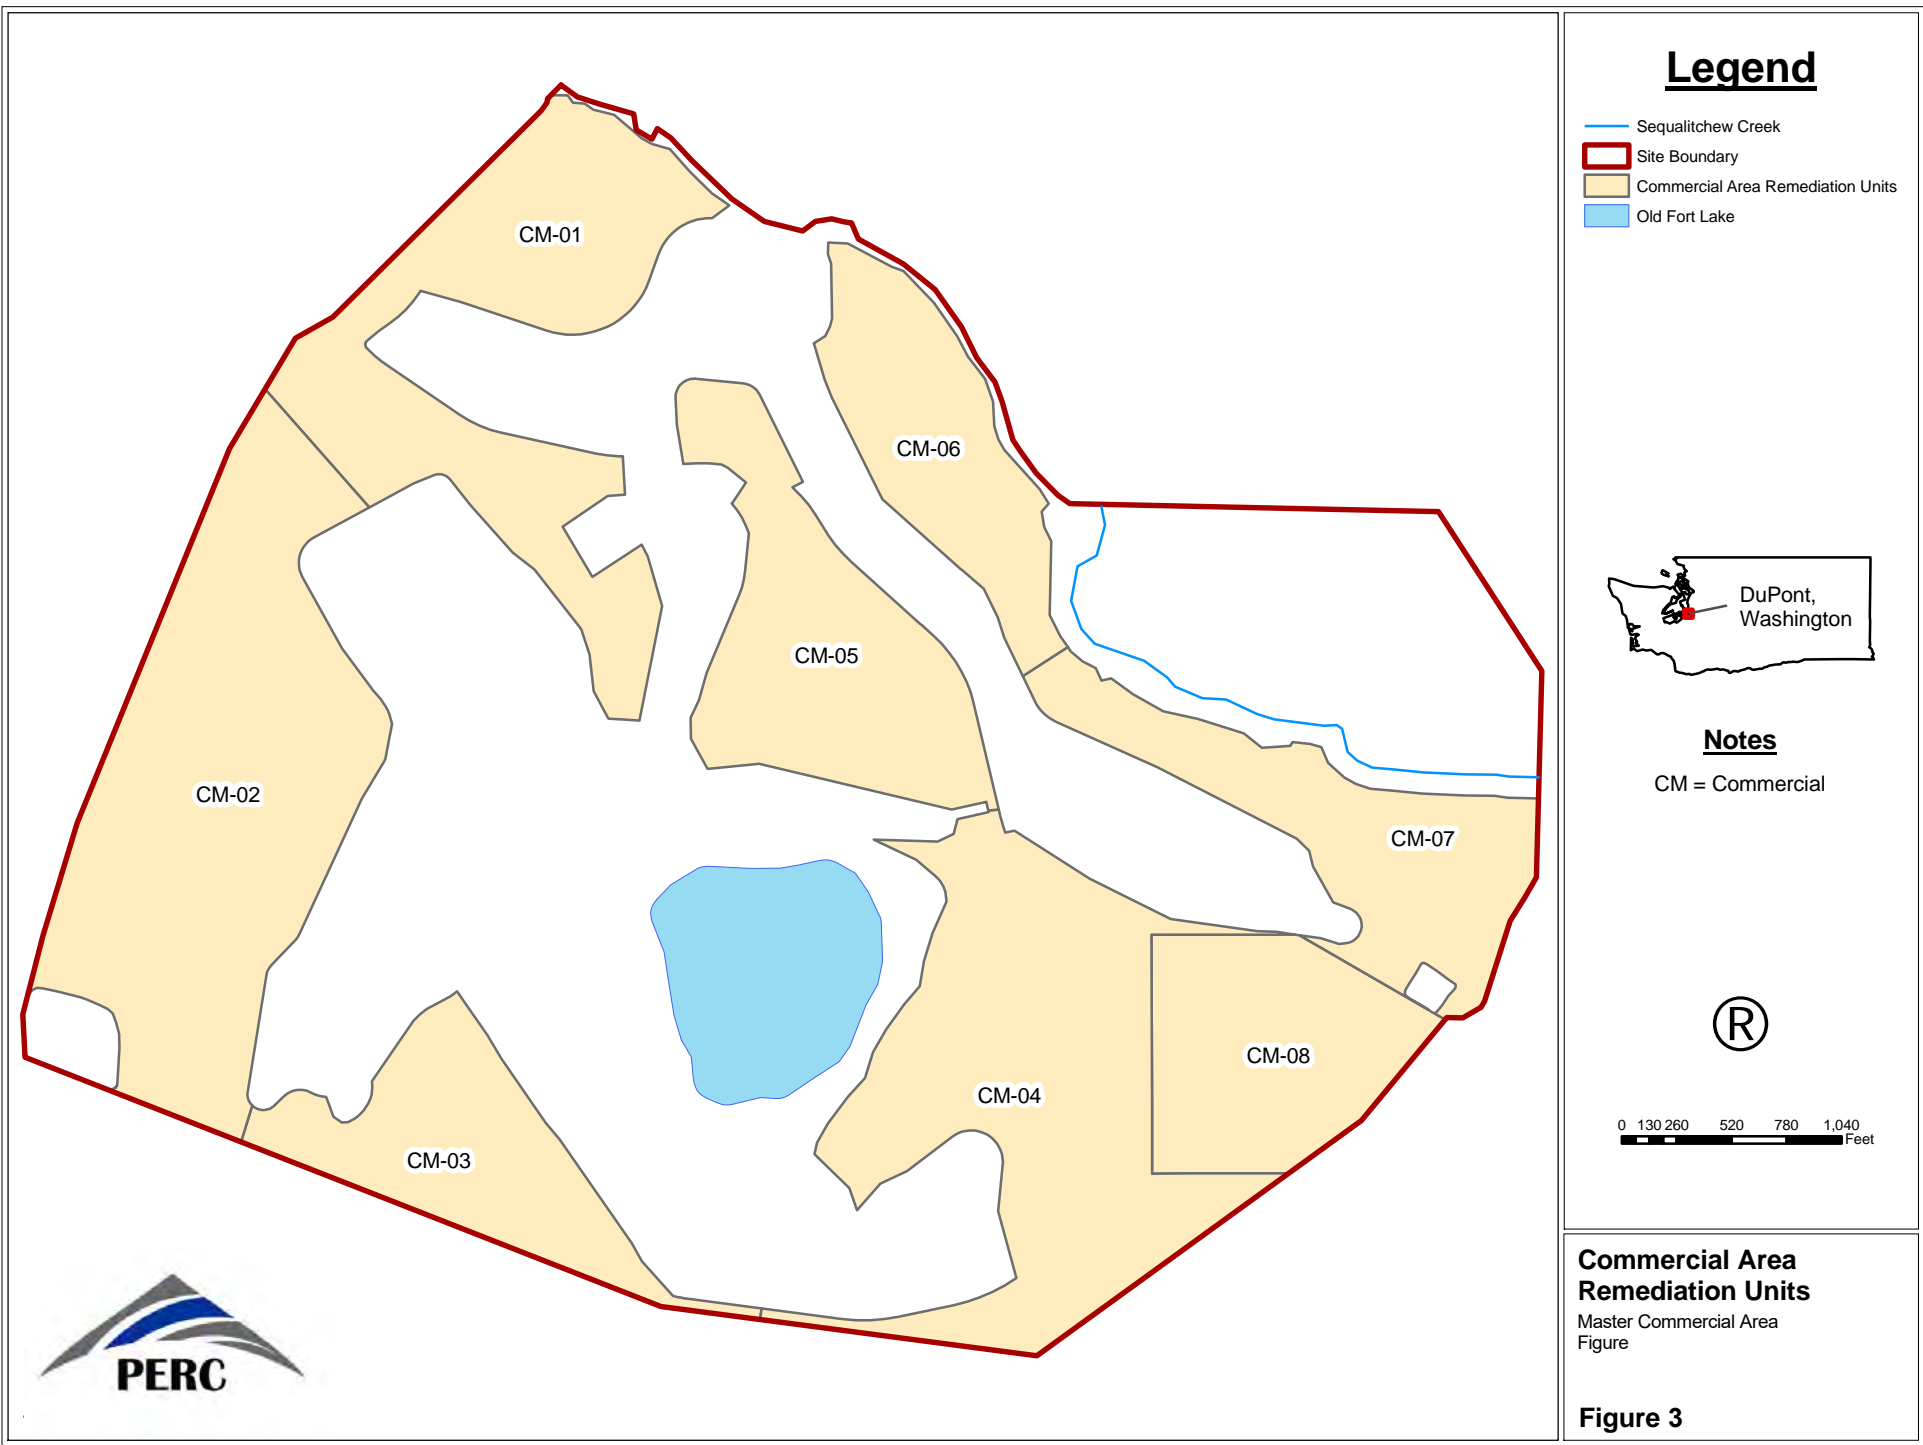 Legend
Sequalitchew Creek
Site Boundary
Commercial Area Remediation Units
Old Fort Lake
CM-01
CM-06
CM-05
CM-02
CM-07
CM-08
CM-04
CM-03
DuPont,
Washington
Notes
CM = Commercial
®
0 130 260 520 780 1,040
Feet
PERC
Commercial Area
Remediation Units
Master Commercial Area
Figure
Figure 3